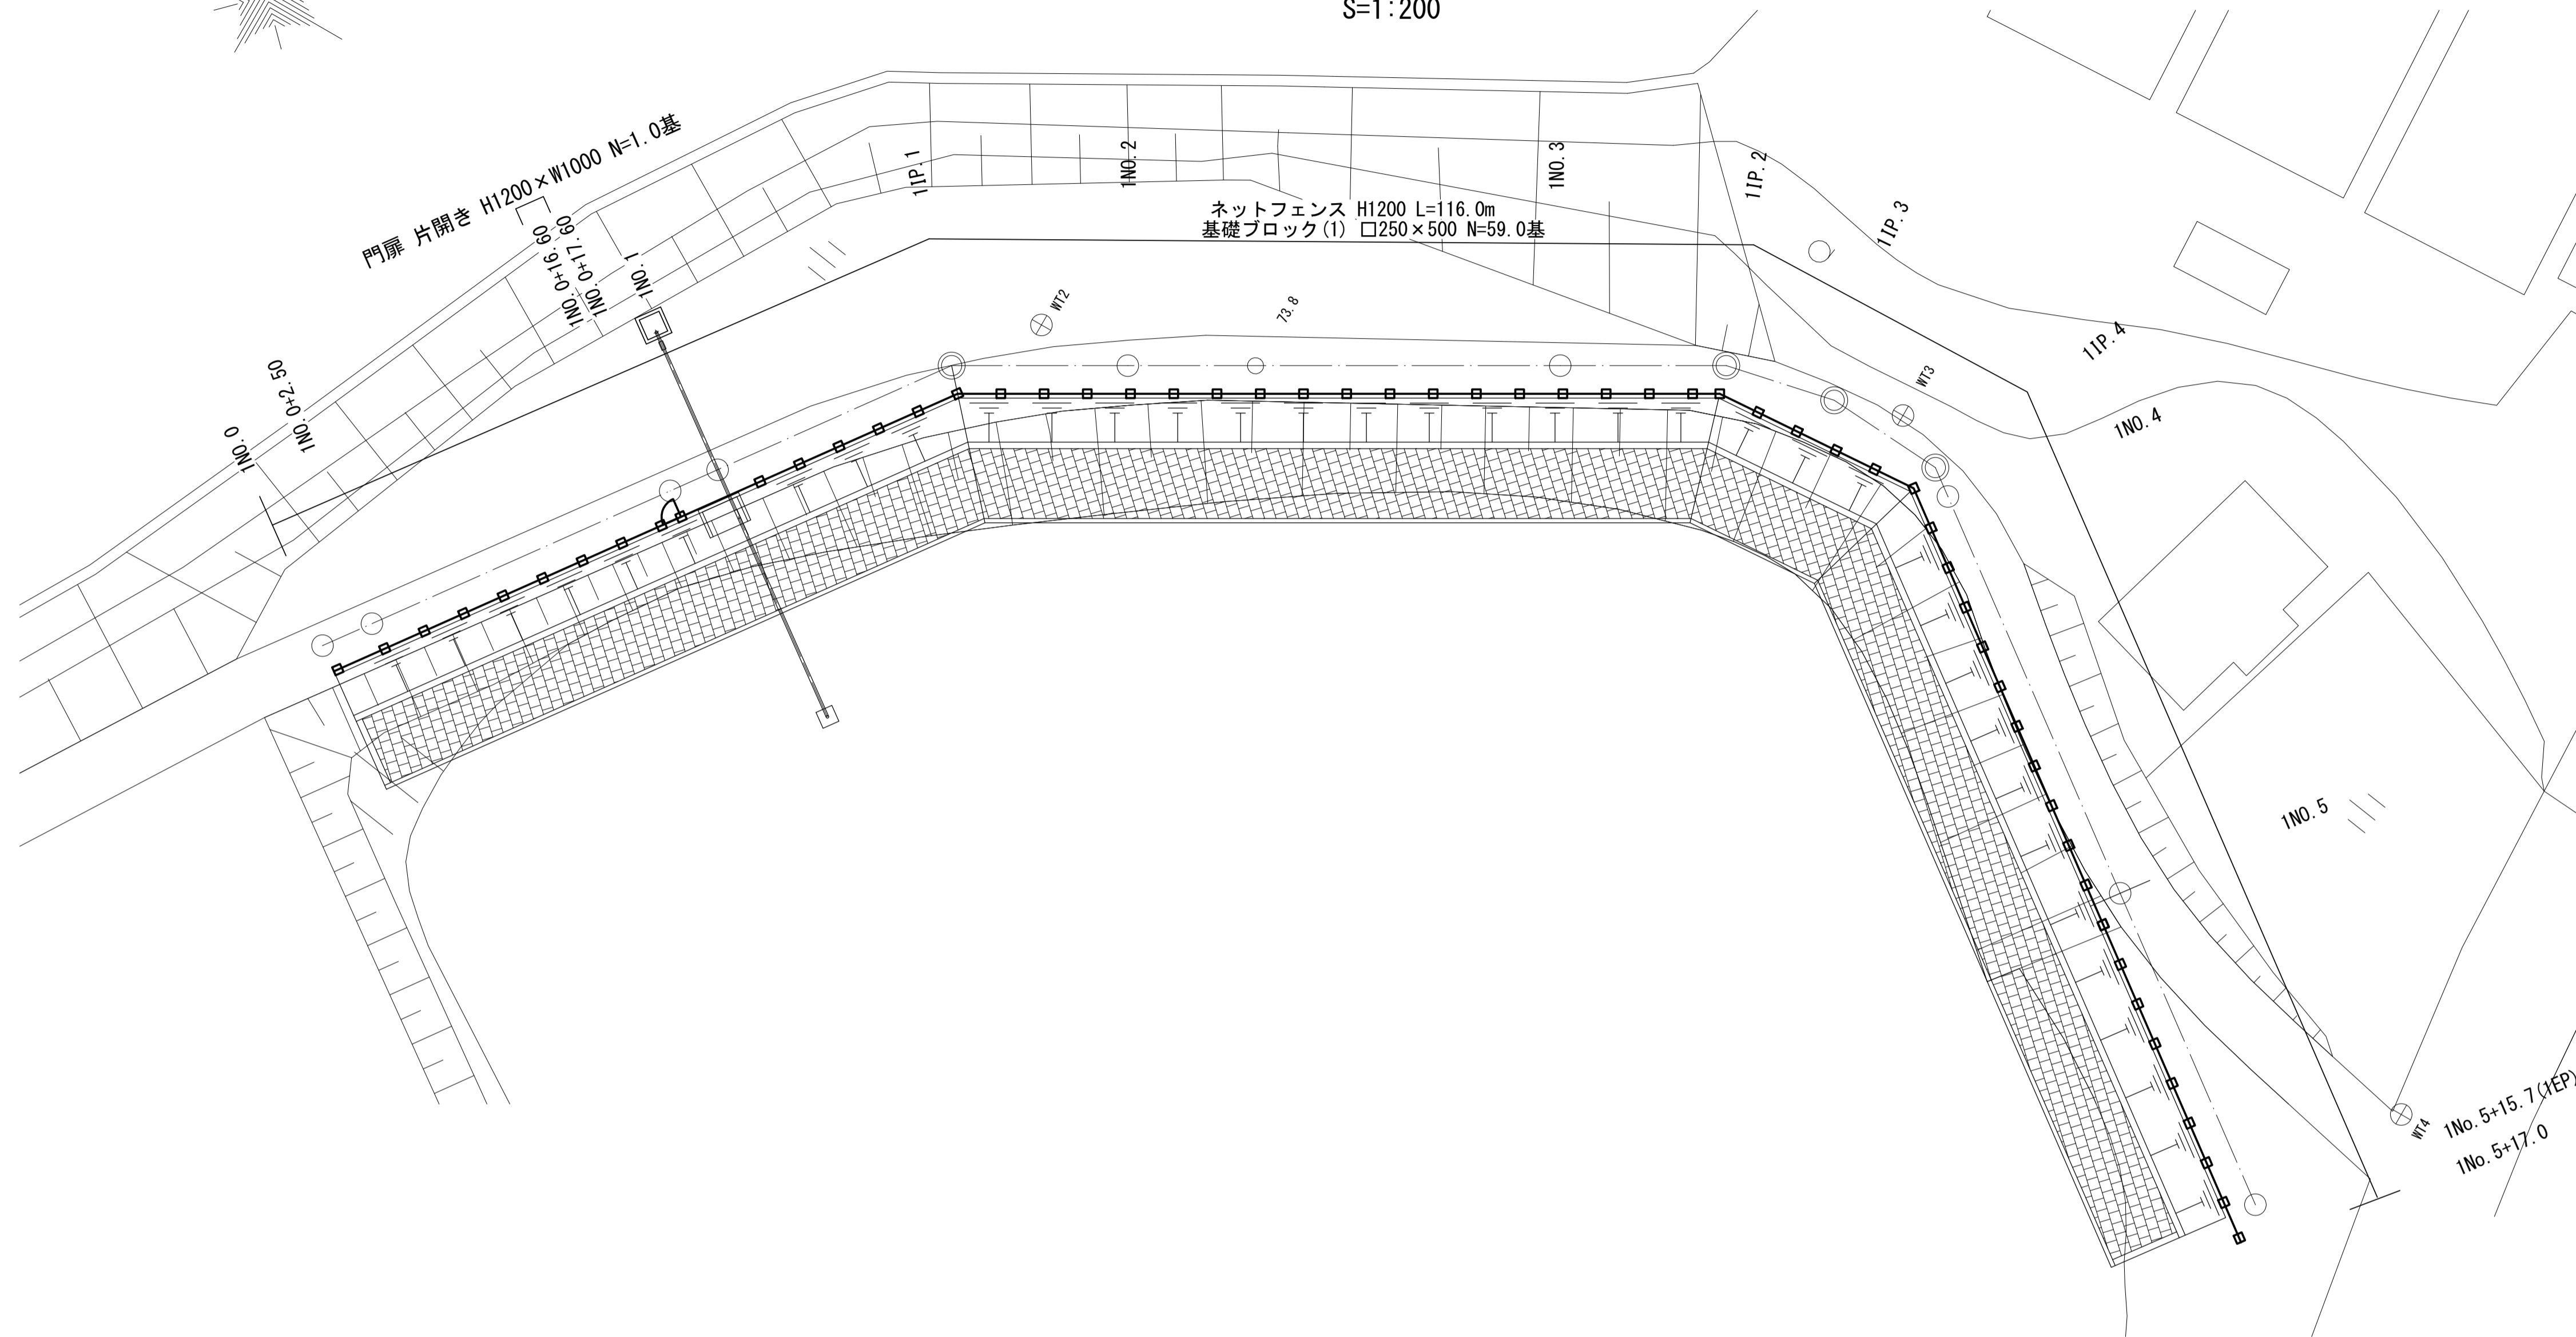 S=1:200
門扉 片開き H1200×W1000 N=1.0基
1NO.0
1NO.0+2.50
1NO.0+16.60
1NO.0+17.60
1NO.1
1IP.1
1NO.2
1NO.3
1IP.2
1IP.3
ネットフェンス H1200 L=116.0m
基礎ブロック(1) □250×500 N=59.0基
WT2
73.8
WT3
1IP.4
1NO.4
1NO.5
WT4
1No.5+15.7(1EP)
1No.5+17.0